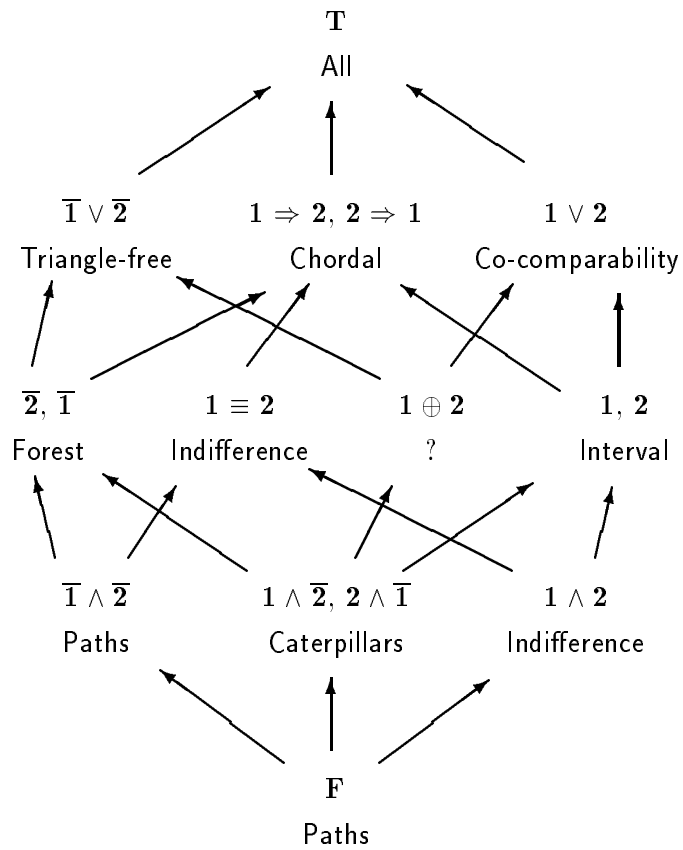 T
All
1̅ ∨ 2̅ 1 ⇒ 2, 2 ⇒ 1 1 ∨ 2
Triangle-free Chordal Co-comparability
2̅, 1̅ 1 ≡ 2 1 ⊕ 2 1, 2
Forest Indifference ? Interval
1̅ ∧ 2̅ 1 ∧ 2̅, 2 ∧ 1̅ 1 ∧ 2
Paths Caterpillars Indifference
F
Paths